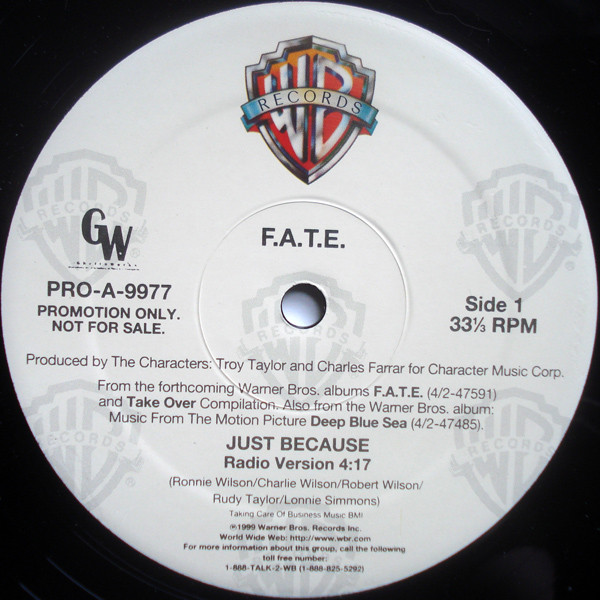 WB
RECORDS
GW
F.A.T.E.
PRO-A-9977
PROMOTION ONLY.
NOT FOR SALE.
Side 1
33⅓ RPM
Produced by The Characters: Troy Taylor and Charles Farrar for Character Music Corp.
From the forthcoming Warner Bros. albums F.A.T.E. (4/2-47591)
and Take Over Compilation. Also from the Warner Bros. album:
Music From The Motion Picture Deep Blue Sea (4/2-47485).
JUST BECAUSE
Radio Version 4:17
(Ronnie Wilson/Charlie Wilson/Robert Wilson/
Rudy Taylor/Lonnie Simmons)
Taking Care Of Business Music BMI
℗1999 Warner Bros. Records Inc.
World Wide Web: http://www.wbr.com
For more information about this group, call the following
toll free number:
1-888-TALK-2-WB (1-888-825-5292)